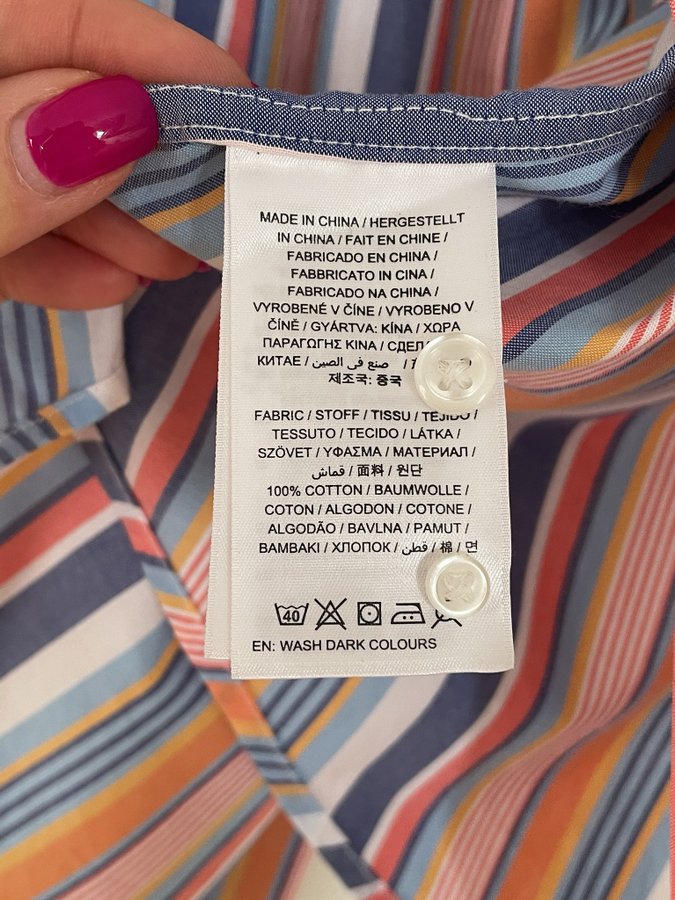 MADE IN CHINA / HERGESTELLT
IN CHINA / FAIT EN CHINE /
FABRICADO EN CHINA /
FABBRICATO IN CINA /
FABRICADO NA CHINA /
VYROBENÉ V ČÍNE / VYROBENO V
ČÍNĚ / GYÁRTVA: KÍNA / ΧΩΡΑ
ΠΑΡΑΓΩΓΗΣ ΚΙΝΑ /
КИТАЕ / صنع في الصين /
제조국: 중국
FABRIC / STOFF / TISSU / TEJIDO /
TESSUTO / TECIDO / LÁTKA /
SZÖVET / ΥΦΑΣΜΑ / МАТЕРИАЛ /
قماش / 面料 / 원단
100% COTTON / BAUMWOLLE /
COTON / ALGODON / COTONE /
ALGODÃO / BAVLNA / PAMUT /
ΒΑΜΒΑΚΙ / ХЛОПОК / قطن / 棉 / 면
40
EN: WASH DARK COLOURS